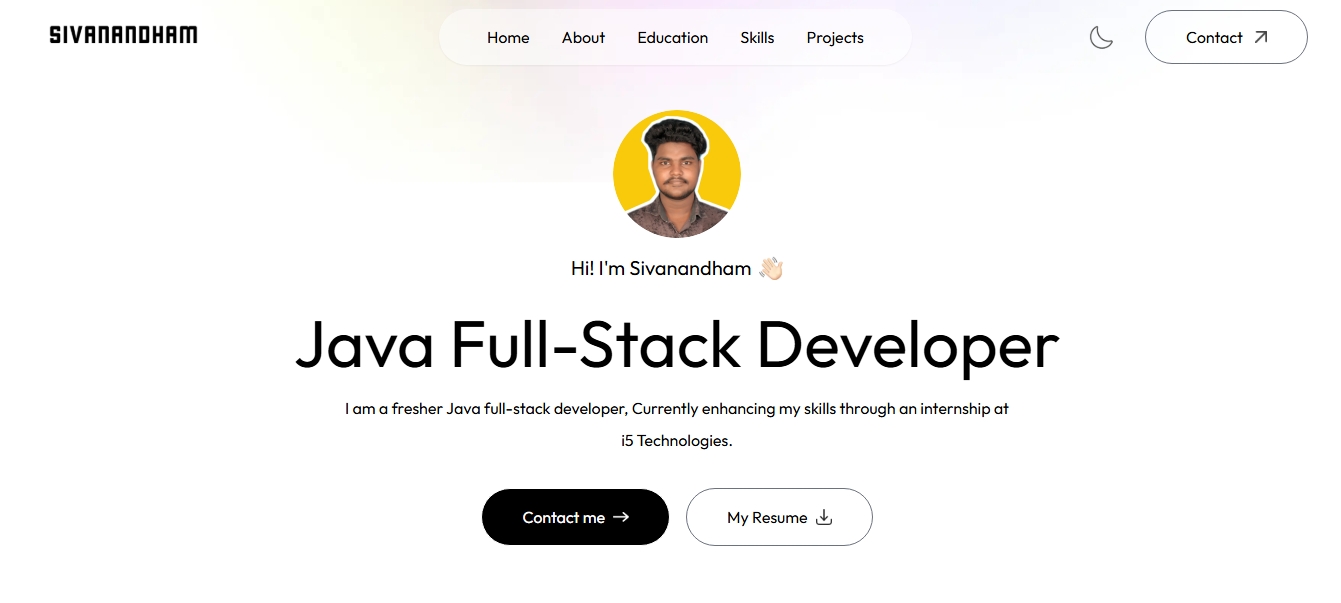 SIVANANDHAM
Home About Education Skills Projects
Contact
Hi! I'm Sivanandham
Java Full-Stack Developer
I am a fresher Java full-stack developer, Currently enhancing my skills through an internship at
i5 Technologies.
Contact me
My Resume